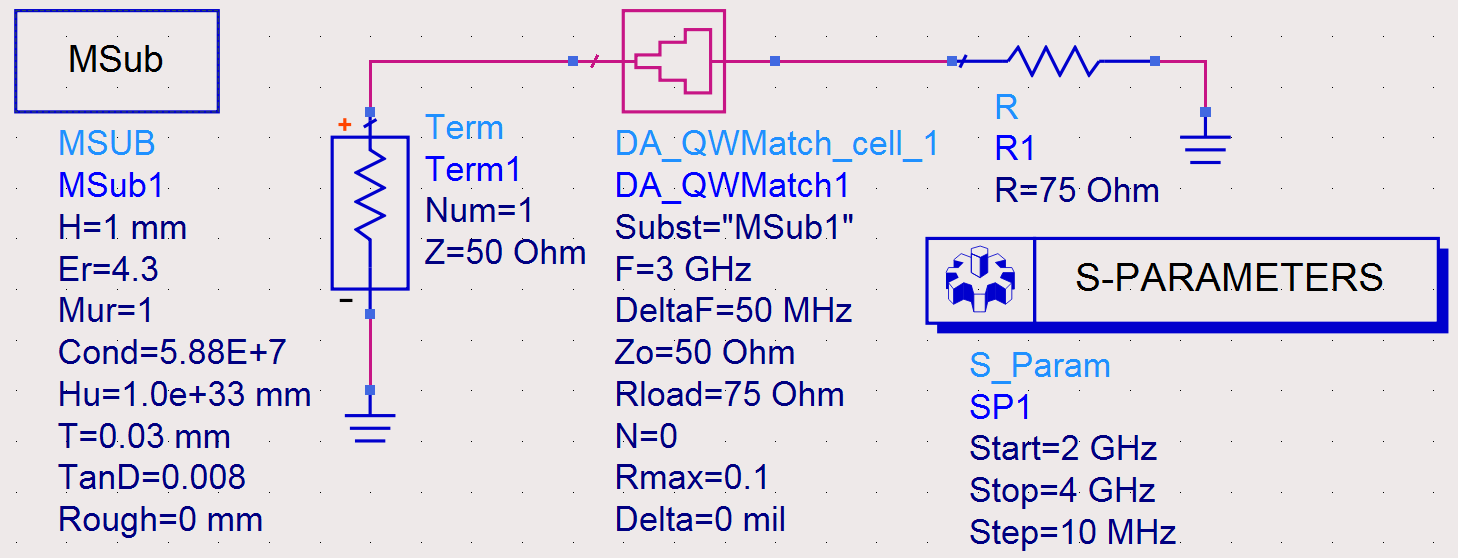 MSub
MSUB
MSub1
H=1 mm
Er=4.3
Mur=1
Cond=5.88E+7
Hu=1.0e+33 mm
T=0.03 mm
TanD=0.008
Rough=0 mm
+
-
Term
Term1
Num=1
Z=50 Ohm
DA_QWMatch_cell_1
DA_QWMatch1
Subst="MSub1"
F=3 GHz
DeltaF=50 MHz
Zo=50 Ohm
Rload=75 Ohm
N=0
Rmax=0.1
Delta=0 mil
R
R1
R=75 Ohm
S-PARAMETERS
S_Param
SP1
Start=2 GHz
Stop=4 GHz
Step=10 MHz